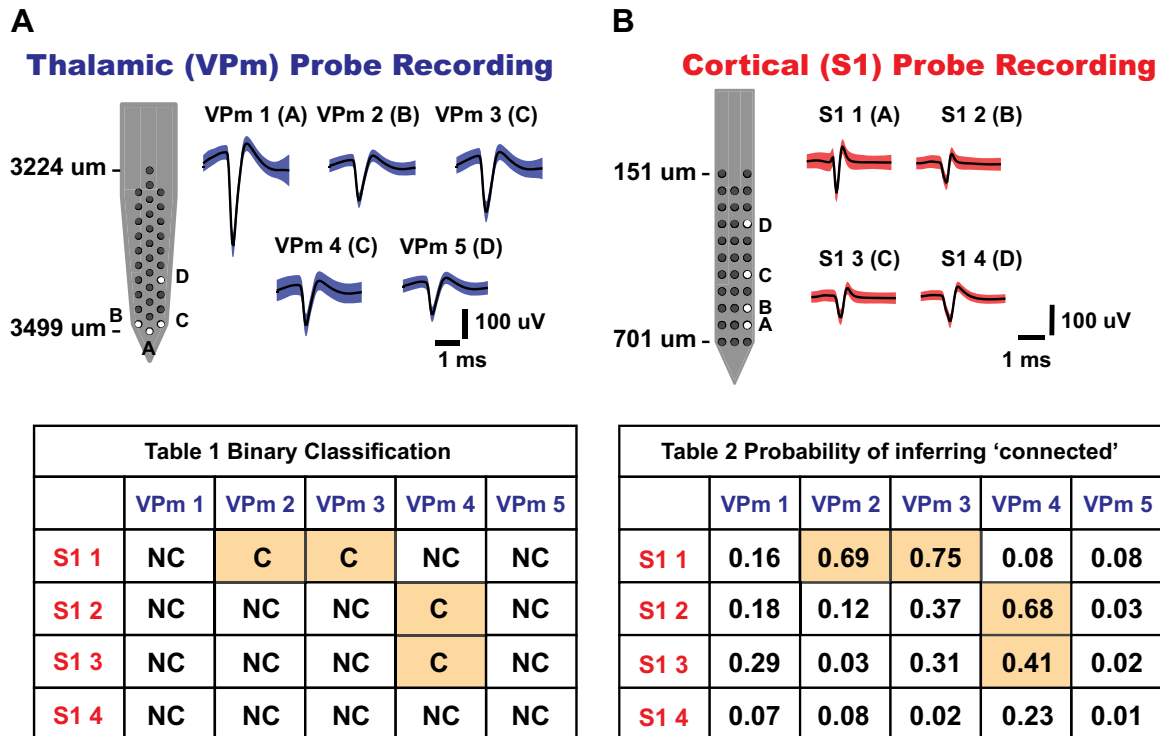 A
Thalamic (VPm) Probe Recording
VPm 1 (A) VPm 2 (B) VPm 3 (C)
3224 um
VPm 4 (C) VPm 5 (D)
D
B
C
3499 um
A
100 uV
1 ms
B
Cortical (S1) Probe Recording
S1 1 (A) S1 2 (B)
151 um
D
S1 3 (C) S1 4 (D)
C
B
A
701 um
100 uV
1 ms
Table 1 Binary Classification
VPm 1 VPm 2 VPm 3 VPm 4 VPm 5
S1 1 NC C C NC NC
S1 2 NC NC NC C NC
S1 3 NC NC NC C NC
S1 4 NC NC NC NC NC
Table 2 Probability of inferring ‘connected’
VPm 1 VPm 2 VPm 3 VPm 4 VPm 5
S1 1 0.16 0.69 0.75 0.08 0.08
S1 2 0.18 0.12 0.37 0.68 0.03
S1 3 0.29 0.03 0.31 0.41 0.02
S1 4 0.07 0.08 0.02 0.23 0.01